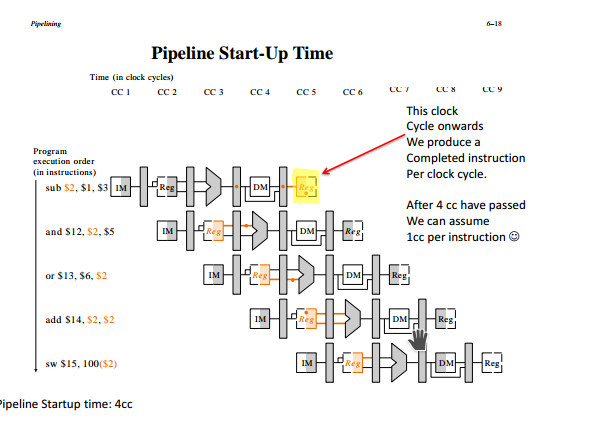 Pipelining
6–18
Pipeline Start-Up Time
Time (in clock cycles)
CC 1 CC 2 CC 3 CC 4 CC 5 CC 6 CC 7 CC 8 CC 9
This clock
Cycle onwards
We produce a
Completed instruction
Per clock cycle.
After 4 cc have passed
We can assume
1cc per instruction ☺
Program
execution order
(in instructions)
sub $2, $1, $3 IM Reg DM Reg
and $12, $2, $5 IM Reg DM Reg
or $13, $6, $2 IM Reg DM Reg
add $14, $2, $2 IM Reg DM Reg
sw $15, 100($2) IM Reg DM Reg
Pipeline Startup time: 4cc